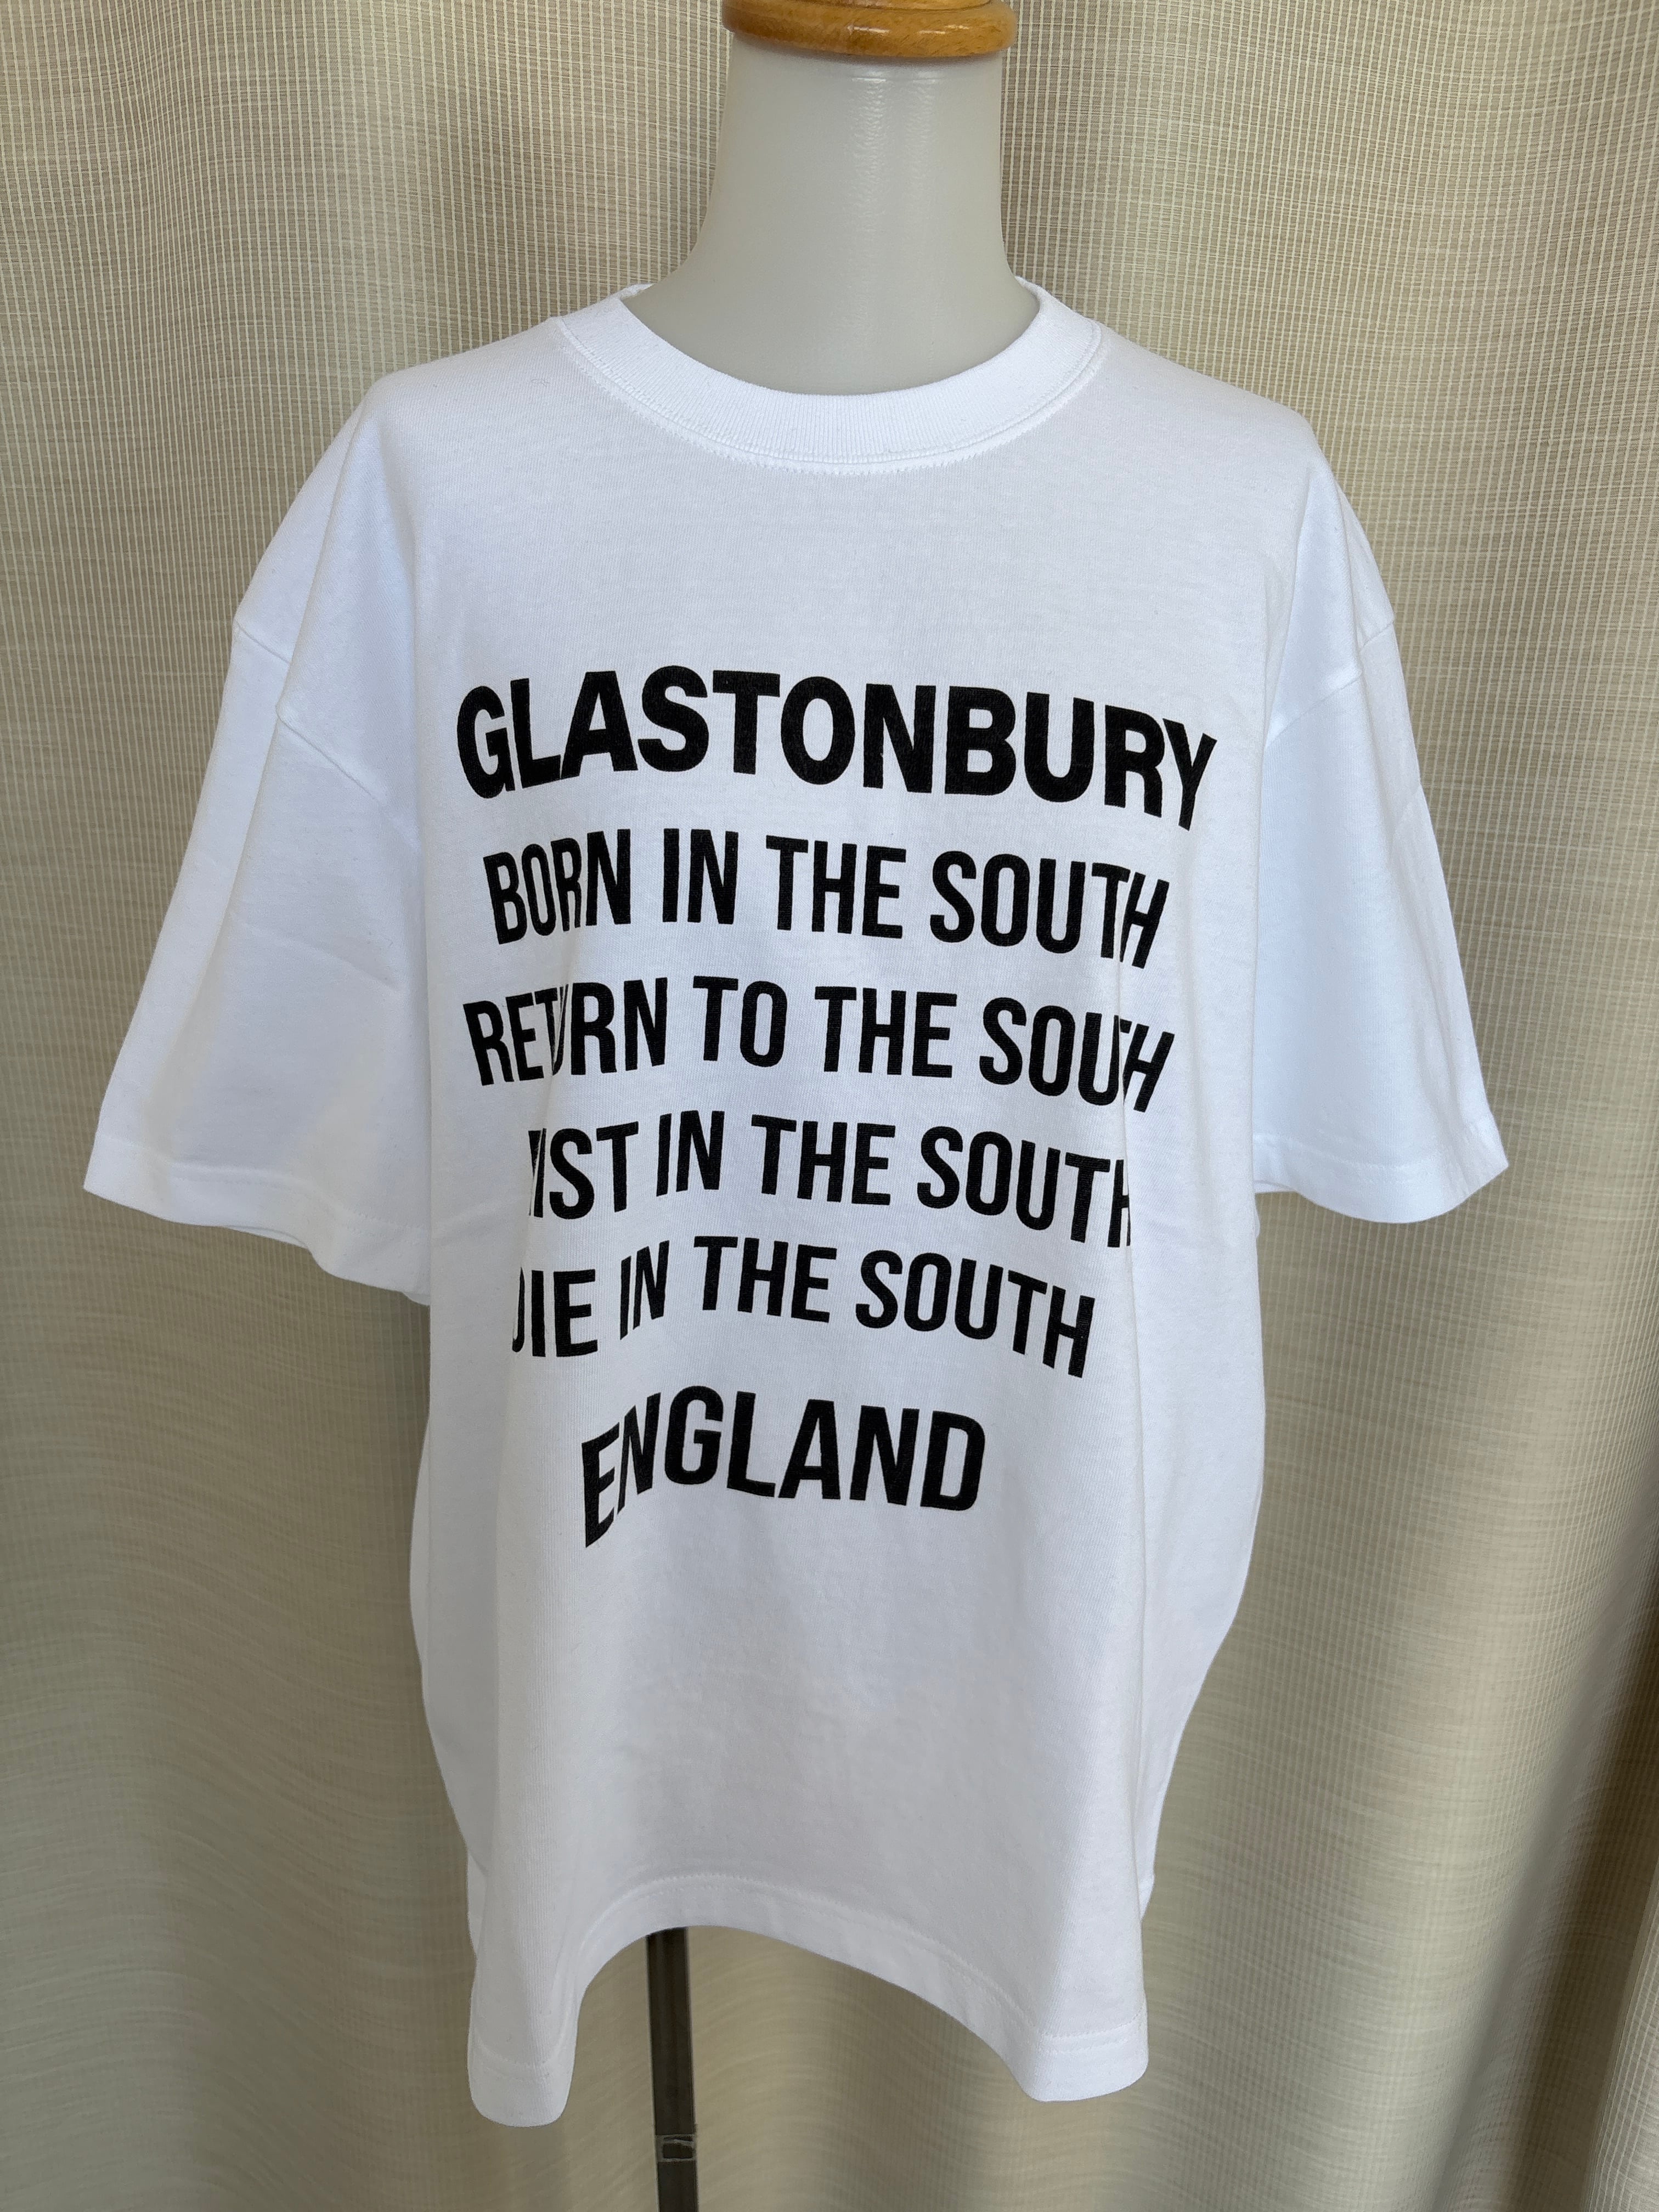 GLASTONBURY
BORN IN THE SOUTH
RETURN TO THE SOUTH
IN THE SOUTH
DIE IN THE SOUTH
ENGLAND